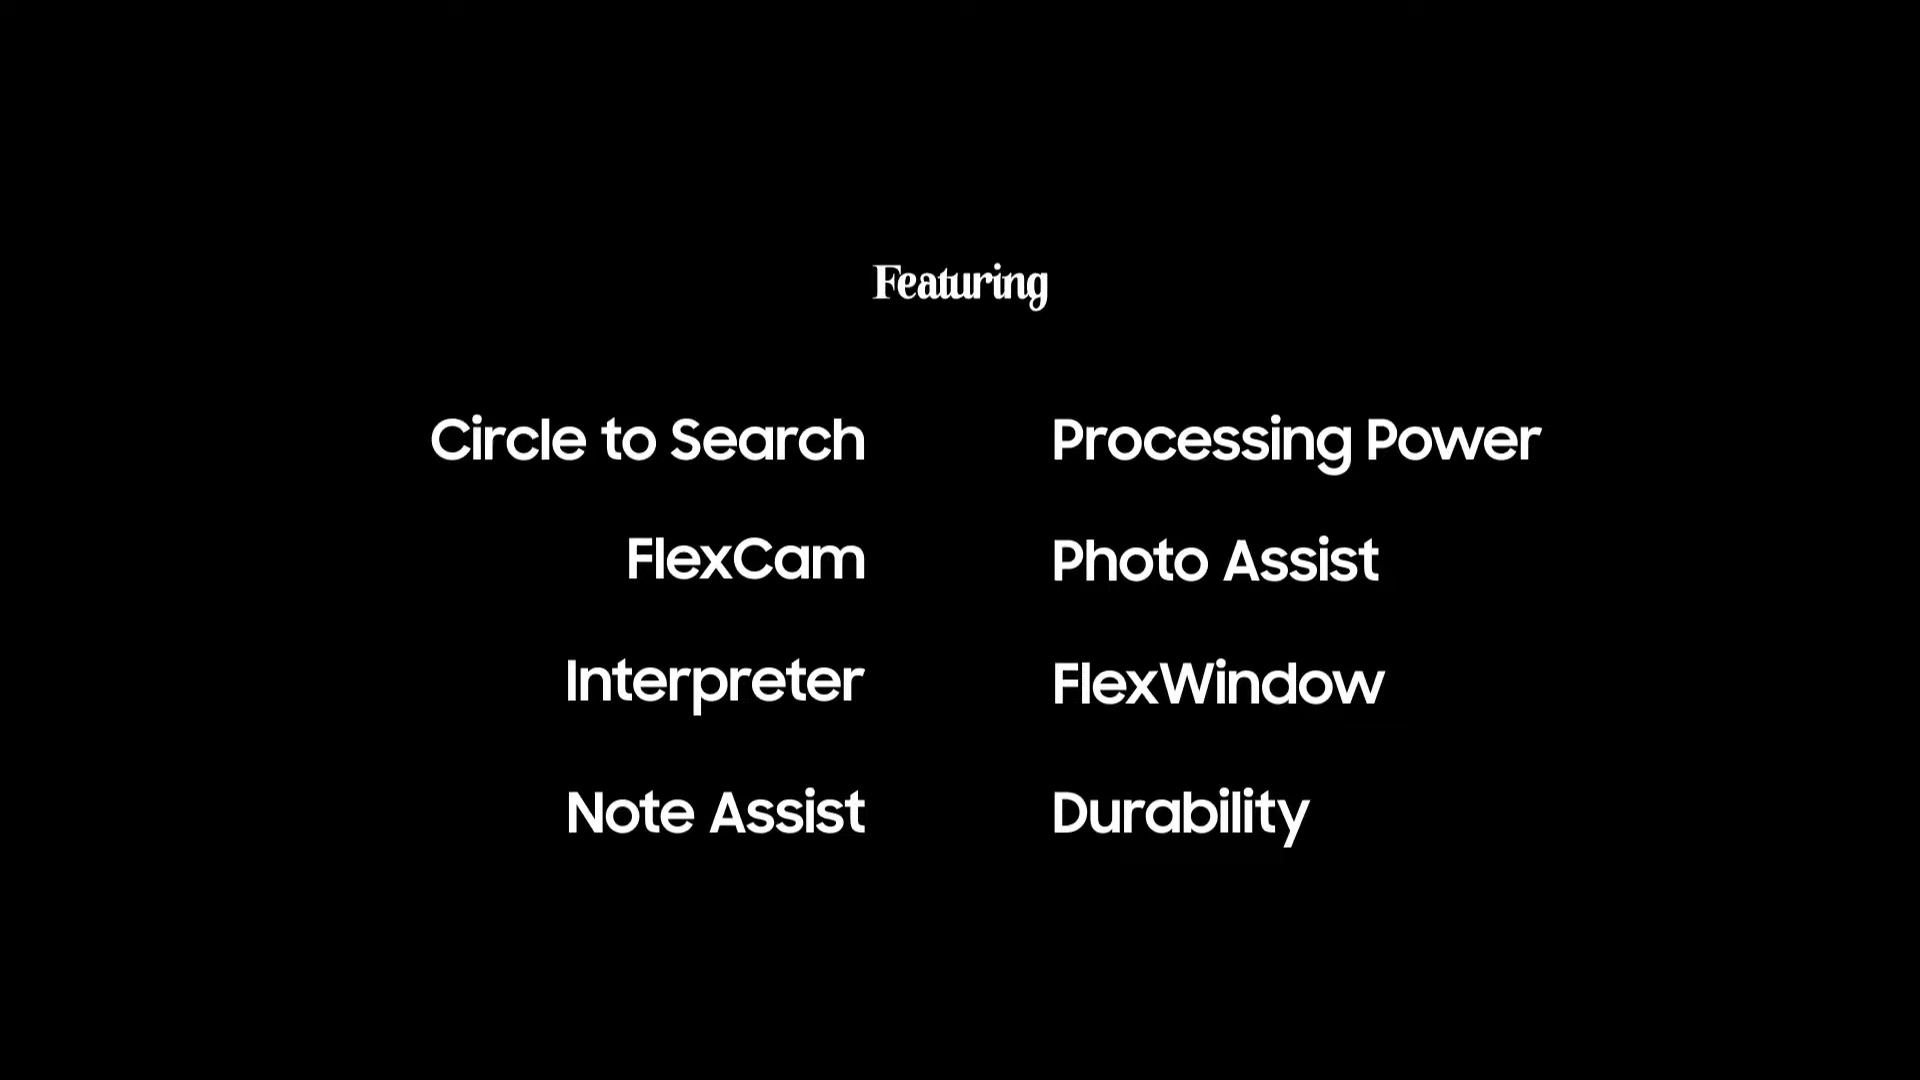 Featuring
Circle to Search
Processing Power
FlexCam
Photo Assist
Interpreter
FlexWindow
Note Assist
Durability